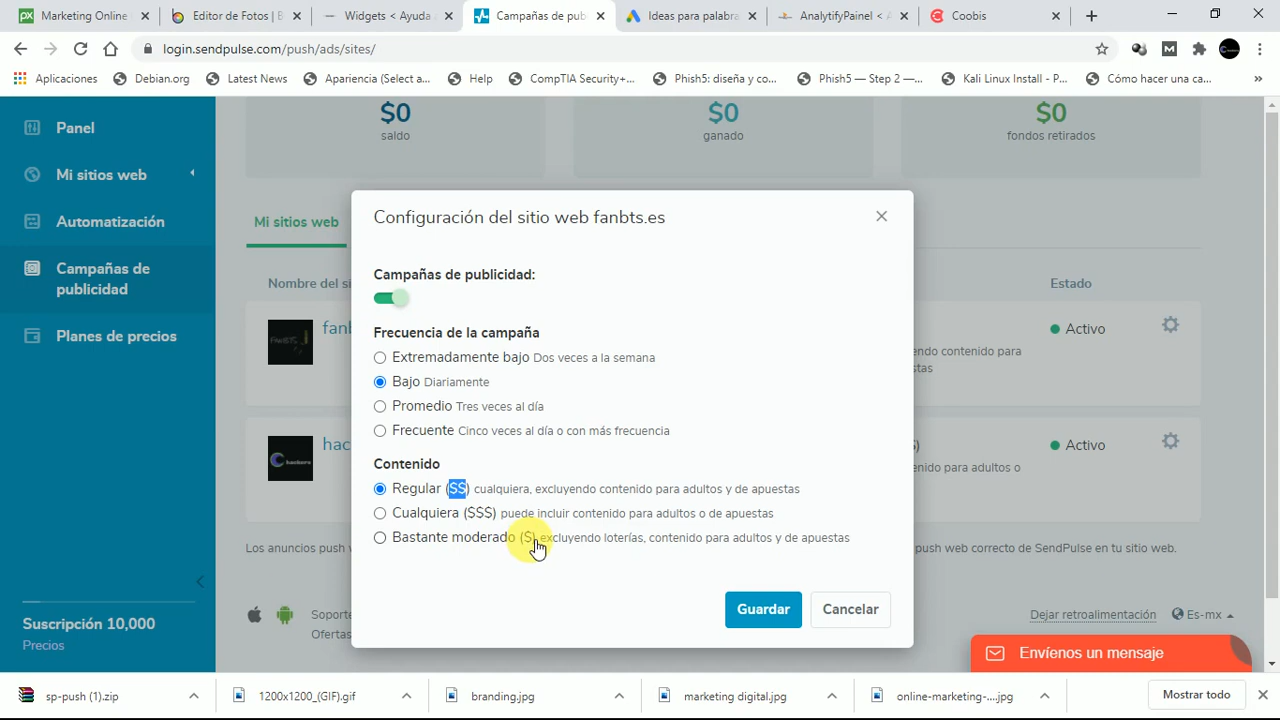 Marketing Online
Editor de Fotos | B
Widgets < Ayuda
Campañas de pub
Ideas para palabra
AnalytifyPainel < A
Coobis
login.sendpulse.com/push/ads/sites/
Aplicaciones
Debian.org
Latest News
Apariencia (Select a...
Help
CompTIA Security+...
Phish5: diseña y co...
Phish5 — Step 2 —...
Kali Linux Install - P...
Cómo hacer una ca...
Panel
Mi sitios web
Automatización
Campañas de
publicidad
Planes de precios
Suscripción 10,000
Precios
$0
saldo
$0
ganado
$0
fondos retirados
Mi sitios web
Nombre del si
Estado
fanb
Activo
endo contenido para
stas
hac
Activo
enido para adultos o
Los anuncios push
push web correcto de SendPulse en tu sitio web.
Soporte
Ofertas
Dejar retroalimentación
Es-mx
Envíenos un mensaje
Configuración del sitio web fanbts.es
Campañas de publicidad:
Frecuencia de la campaña
Extremadamente bajo Dos veces a la semana
Bajo Diariamente
Promedio Tres veces al día
Frecuente Cinco veces al día o con más frecuencia
Contenido
Regular ($$) cualquiera, excluyendo contenido para adultos y de apuestas
Cualquiera ($$$) puede incluir contenido para adultos o de apuestas
Bastante moderado ($) excluyendo loterías, contenido para adultos y de apuestas
Guardar
Cancelar
sp-push (1).zip
1200x1200_(GIF).gif
branding.jpg
marketing digital.jpg
online-marketing-....jpg
Mostrar todo